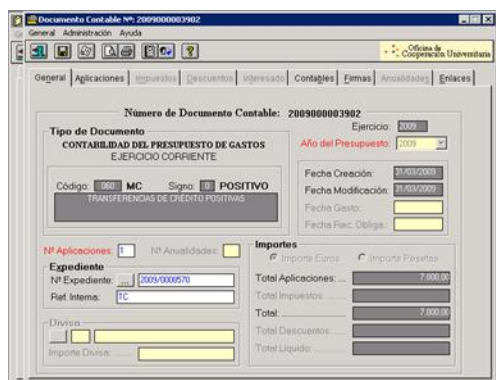 Documento Contable Nº: 2009000003902
General Administración Ayuda
Oficina de
Cooperación Universitaria
General Aplicaciones Impuestos Descuentos Interesado Contables Firmas Anualidades Enlaces
Número de Documento Contable: 2009000003902
Ejercicio: 2009
Tipo de Documento
Año del Presupuesto: 2009
CONTABILIDAD DEL PRESUPUESTO DE GASTOS
EJERCICIO CORRIENTE
Fecha Creación: 31/03/2009
Código: 060 MC Signo: 0 POSITIVO
Fecha Modificación: 31/03/2009
TRANSFERENCIAS DE CRÉDITO POSITIVAS
Fecha Gasto:
Fecha Rec. Obliga.:
Nº Aplicaciones: 1 Nº Anualidades:
Importes
Importe Euros Importe Pesetas
Expediente
Nº Expediente: ... 2009/0000570
Total Aplicaciones: ... 7.000,00
Ref. Interna: TC
Total Impuestos: ......
Total: 7.000,00
Divisa
Total Descuentos: ......
...
Importe Divisa: ......
Total Líquido: ......